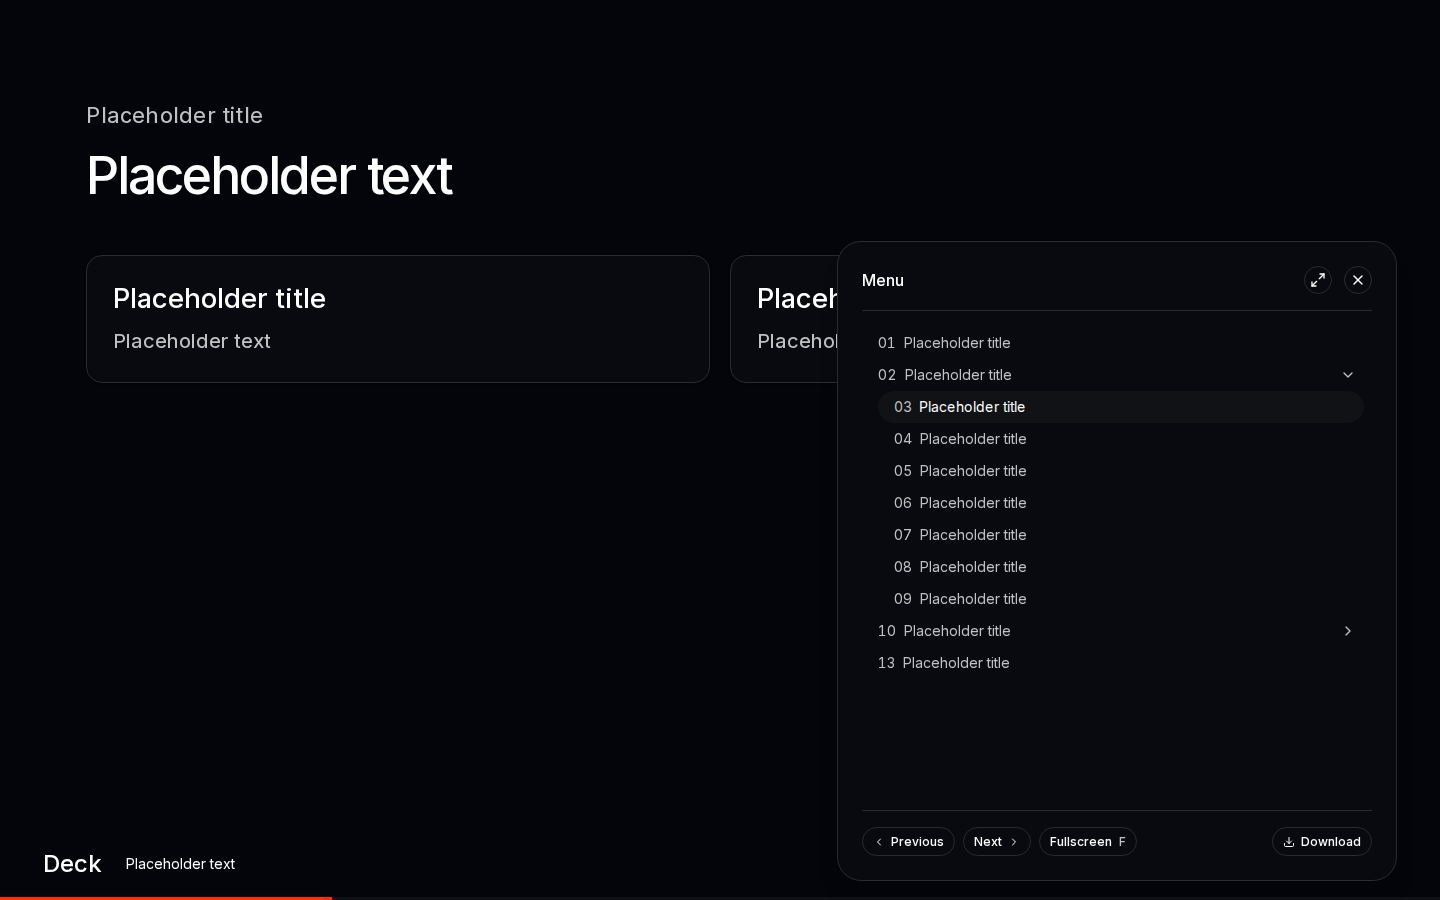 Placeholder title
Placeholder text
Placeholder title
Placeholder text
Menu
01 Placeholder title
02 Placeholder title
03 Placeholder title
04 Placeholder title
05 Placeholder title
06 Placeholder title
07 Placeholder title
08 Placeholder title
09 Placeholder title
10 Placeholder title
13 Placeholder title
Previous Next Fullscreen F Download
Deck Placeholder text